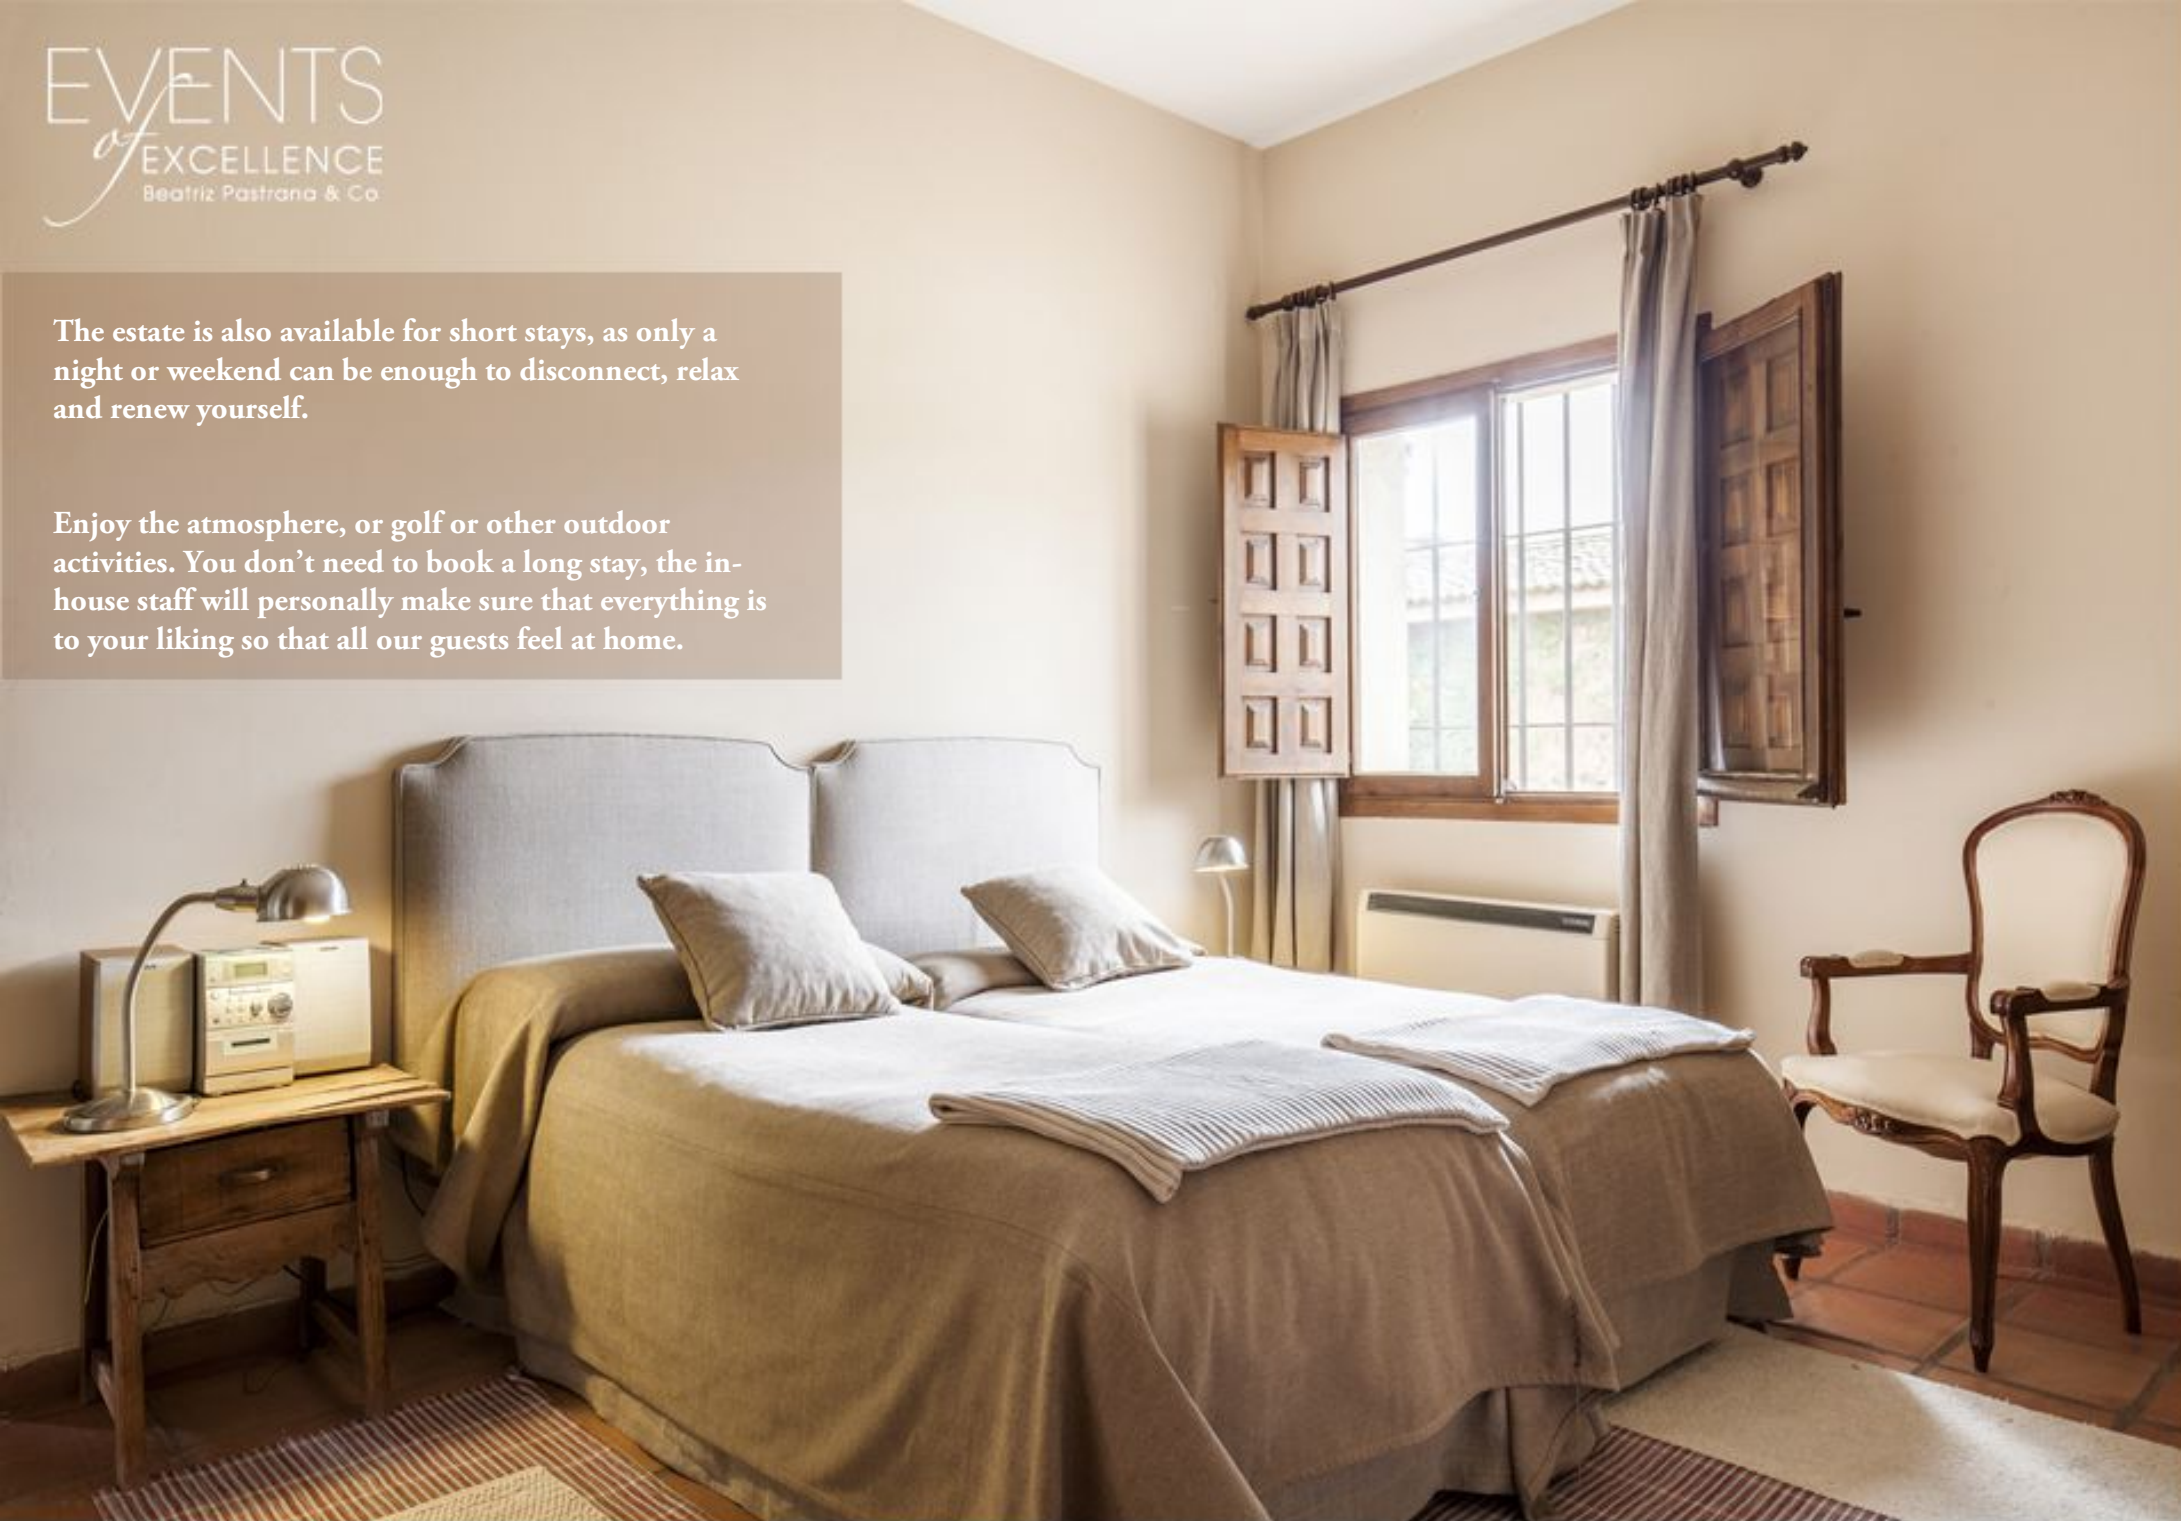 EVENTS
of EXCELLENCE
Beatriz Pastrana & Co
The estate is also available for short stays, as only a
night or weekend can be enough to disconnect, relax
and renew yourself.
Enjoy the atmosphere, or golf or other outdoor
activities. You don’t need to book a long stay, the in-
house staff will personally make sure that everything is
to your liking so that all our guests feel at home.